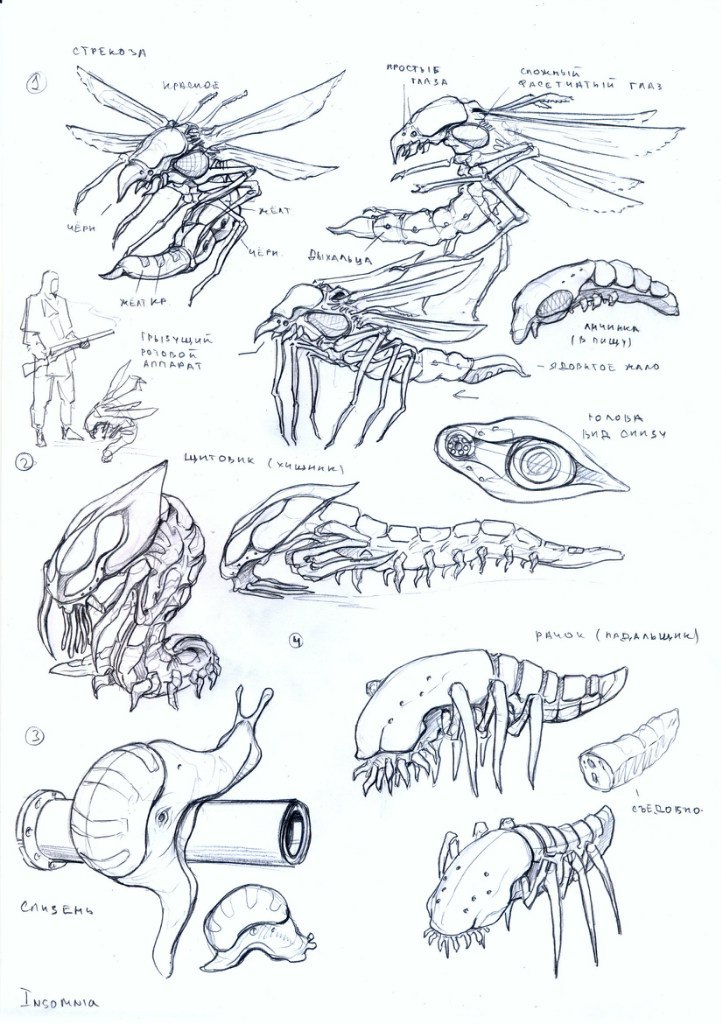 СТРЕКОЗА
1
КРАСНОЕ
ПРОСТЫЕ
ГЛАЗА
СЛОЖНЫЙ
ФАСЕТЧАТЫЙ ГЛАЗ
ЧЁРН
ЖЁЛТ
ЧЁРН.
ЖЁЛТ КР.
ДЫХАЛЬЦА
ЛИЧИНКА
(В ПИЩУ)
ГРЫЗУЩИЙ
РОТОВОЙ
АППАРАТ
- ЯДОВИТОЕ ЖАЛО
ГОЛОВА
ВИД СНИЗУ
2
ЩИТОВИК (ХИЩНИК)
4
РАЧОК (ПАДАЛЬЩИК)
3
СЪЕДОБНО
СЛИЗЕНЬ
INSOMNIA